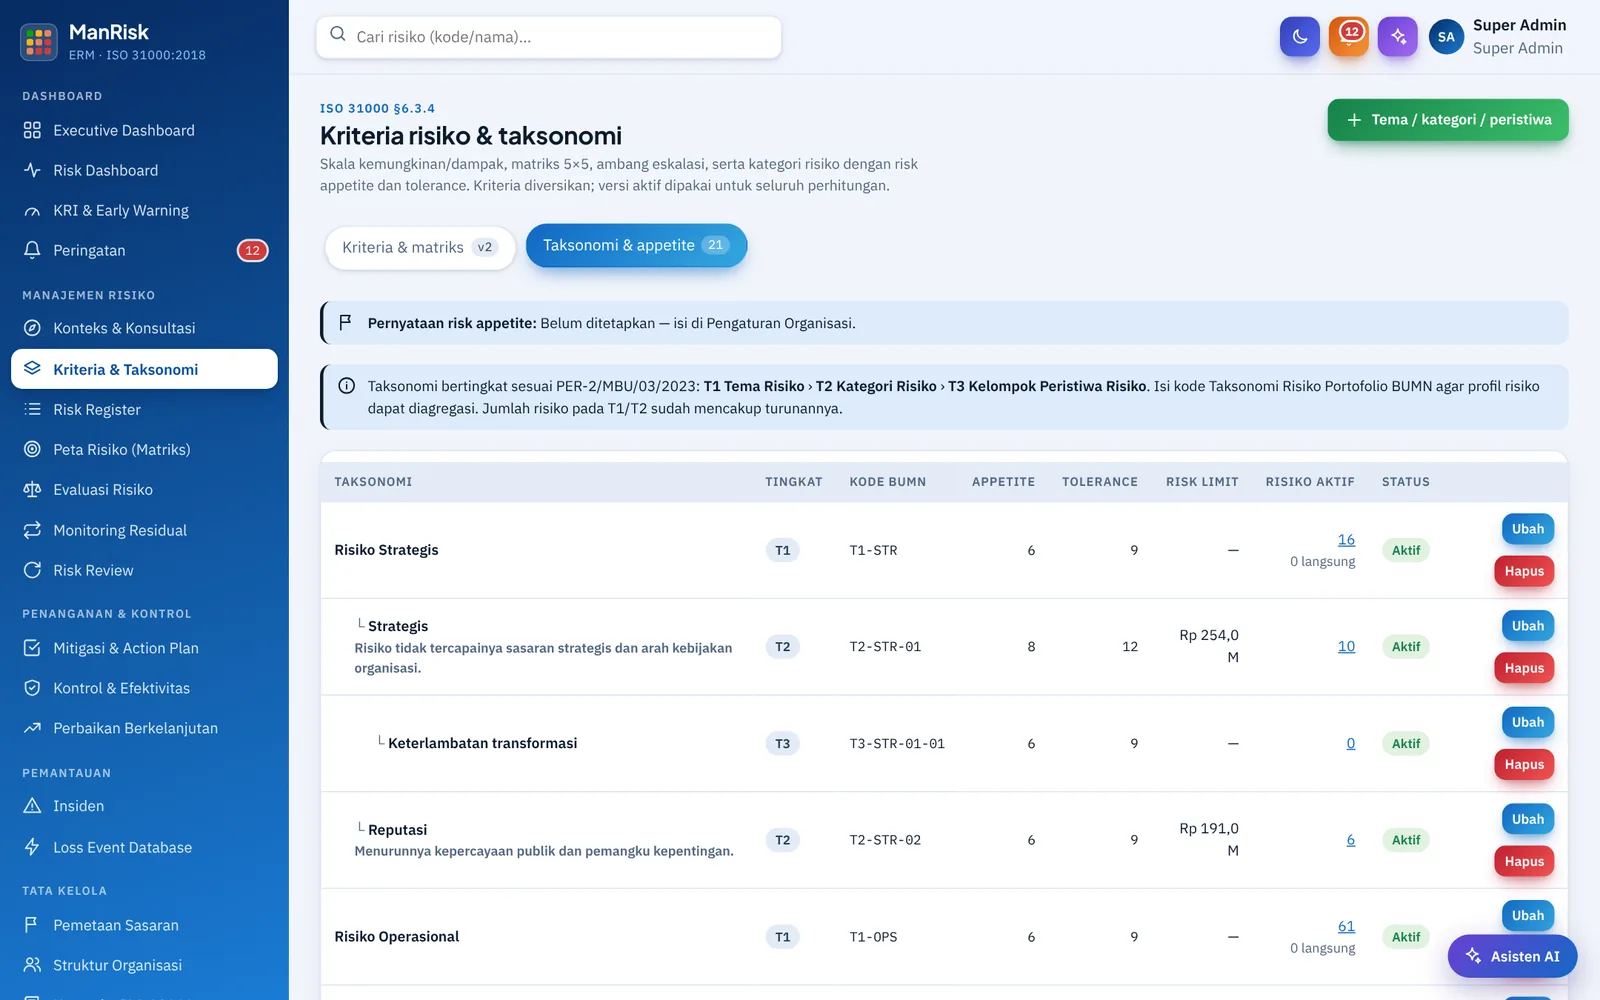 ManRisk
ERM · ISO 31000:2018
DASHBOARD
Executive Dashboard
Risk Dashboard
KRI & Early Warning
Peringatan 12
MANAJEMEN RISIKO
Konteks & Konsultasi
Kriteria & Taksonomi
Risk Register
Peta Risiko (Matriks)
Evaluasi Risiko
Monitoring Residual
Risk Review
PENANGANAN & KONTROL
Mitigasi & Action Plan
Kontrol & Efektivitas
Perbaikan Berkelanjutan
PEMANTAUAN
Insiden
Loss Event Database
TATA KELOLA
Pemetaan Sasaran
Struktur Organisasi
Cari risiko (kode/nama)...
12
SA
Super Admin
Super Admin
ISO 31000 §6.3.4
Kriteria risiko & taksonomi
Skala kemungkinan/dampak, matriks 5×5, ambang eskalasi, serta kategori risiko dengan risk
appetite dan tolerance. Kriteria diversikan; versi aktif dipakai untuk seluruh perhitungan.
+ Tema / kategori / peristiwa
Kriteria & matriks v2
Taksonomi & appetite 21
Pernyataan risk appetite: Belum ditetapkan — isi di Pengaturan Organisasi.
Taksonomi bertingkat sesuai PER-2/MBU/03/2023: T1 Tema Risiko › T2 Kategori Risiko › T3 Kelompok Peristiwa Risiko. Isi kode Taksonomi Risiko Portofolio BUMN agar profil risiko
dapat diagregasi. Jumlah risiko pada T1/T2 sudah mencakup turunannya.
TAKSONOMI TINGKAT KODE BUMN APPETITE TOLERANCE RISK LIMIT RISIKO AKTIF STATUS
Risiko Strategis T1 T1-STR 6 9 — 16 Aktif Ubah
0 langsung
Hapus
└ Strategis T2 T2-STR-01 8 12 Rp 254,0 10 Aktif Ubah
Risiko tidak tercapainya sasaran strategis dan arah kebijakan M
organisasi.
Hapus
└ Keterlambatan transformasi T3 T3-STR-01-01 6 9 — 0 Aktif Ubah
Hapus
└ Reputasi T2 T2-STR-02 6 9 Rp 191,0 6 Aktif Ubah
Menurunnya kepercayaan publik dan pemangku kepentingan. M
Hapus
Risiko Operasional T1 T1-OPS 6 9 — 61 Aktif Ubah
0 langsung
Asisten AI